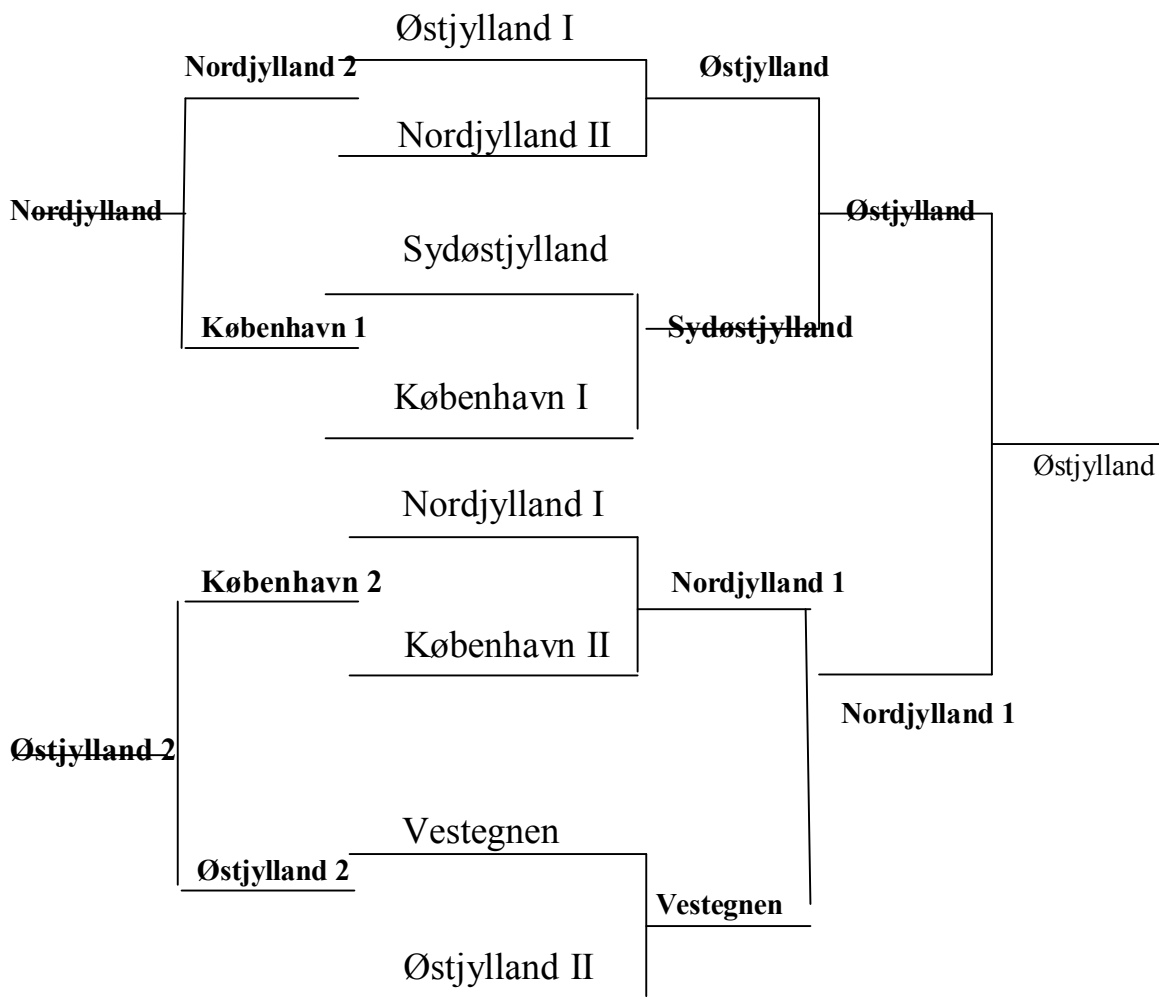 Østjylland I
Nordjylland 2
Østjylland
Nordjylland II
Nordjylland
Østjylland
Sydøstjylland
København 1
Sydøstjylland
København I
Østjylland
Nordjylland I
København 2
Nordjylland 1
København II
Nordjylland 1
Østjylland 2
Vestegnen
Østjylland 2
Vestegnen
Østjylland II